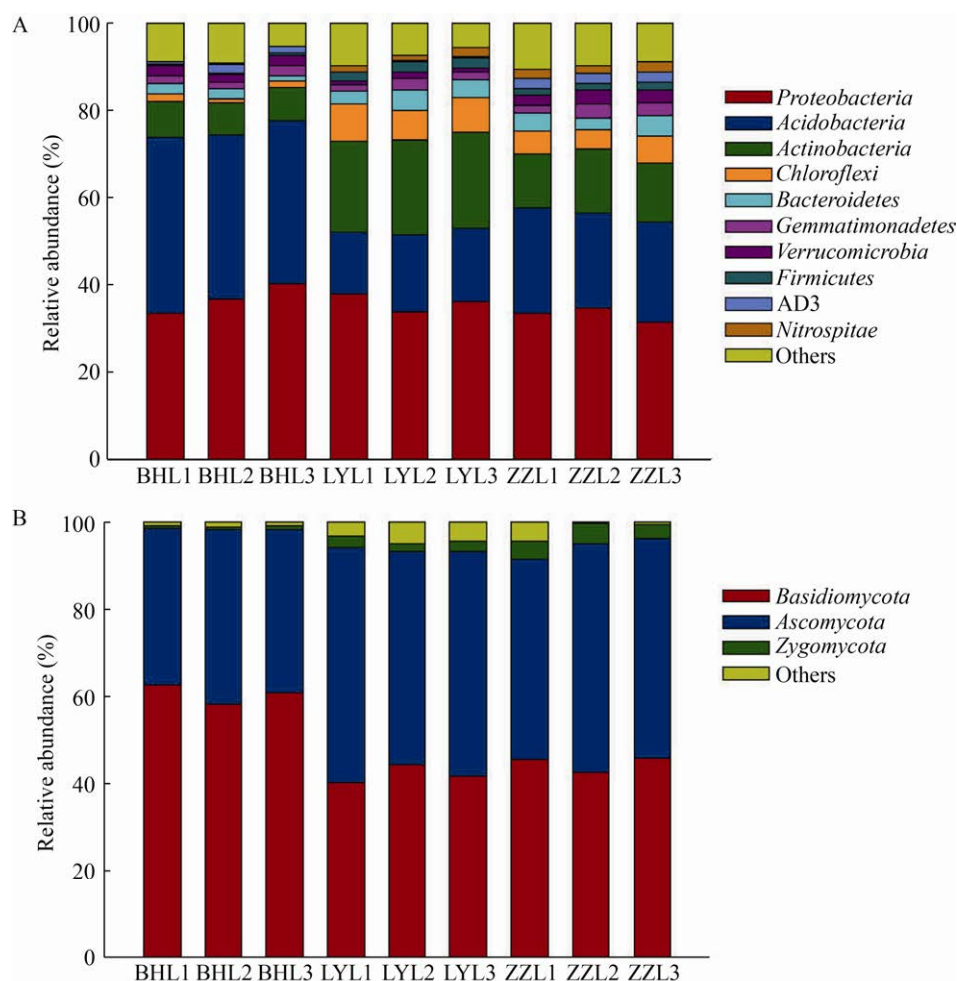 A
100
80
60
40
20
0
Relative abundance (%)
BHL1 BHL2 BHL3 LYL1 LYL2 LYL3 ZZL1 ZZL2 ZZL3
Proteobacteria
Acidobacteria
Actinobacteria
Chloroflexi
Bacteroidetes
Gemmatimonadetes
Verrucomicrobia
Firmicutes
AD3
Nitrospitae
Others
B
100
80
60
40
20
0
Relative abundance (%)
BHL1 BHL2 BHL3 LYL1 LYL2 LYL3 ZZL1 ZZL2 ZZL3
Basidiomycota
Ascomycota
Zygomycota
Others